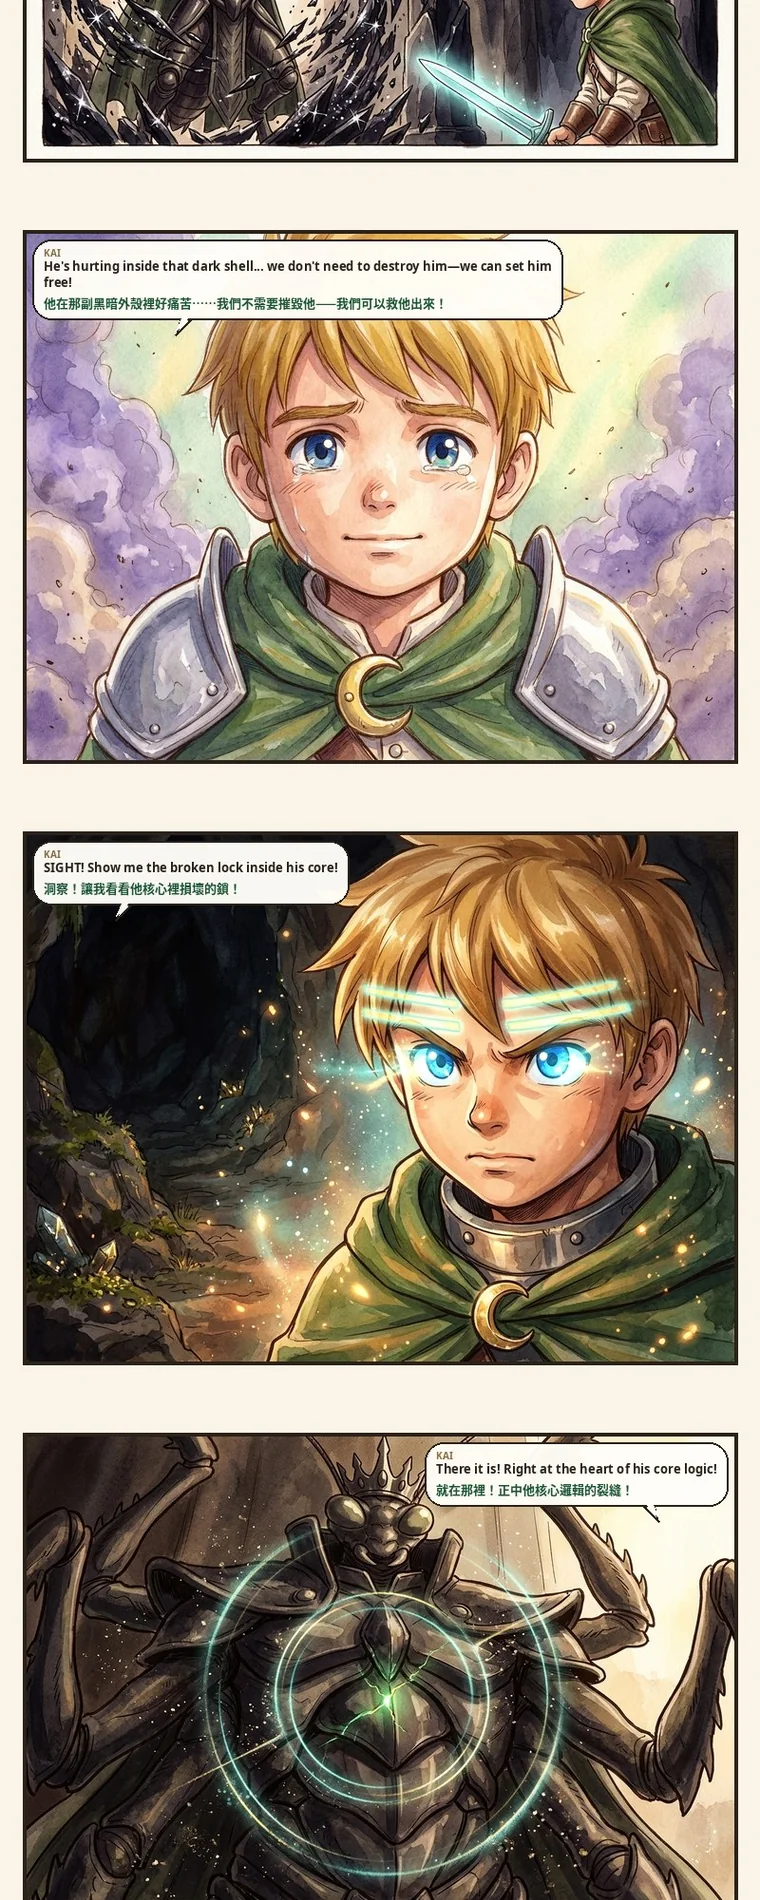 KAI
He's hurting inside that dark shell... we don't need to destroy him—we can set him
free!
他在那副黑暗外殼裡好痛苦⋯⋯我們不需要摧毀他——我們可以救他出來！
KAI
SIGHT! Show me the broken lock inside his core!
洞察！讓我看看他核心裡損壞的鎖！
KAI
There it is! Right at the heart of his core logic!
就在那裡！正中他核心邏輯的裂縫！